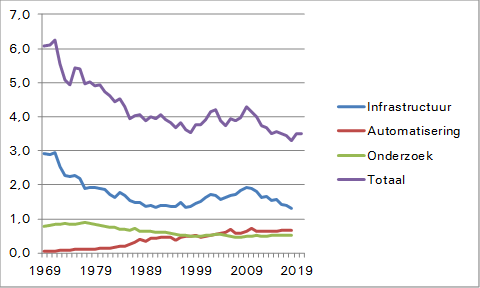 7,0
6,0
5,0
4,0
3,0
2,0
1,0
0,0
1969 1979 1989 1999 2009 2019
Infrastructuur
Automatisering
Onderzoek
Totaal